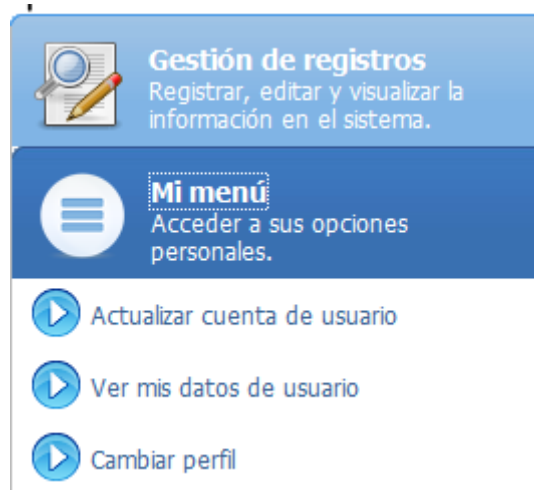 Gestión de registros
Registrar, editar y visualizar la
información en el sistema.
Mi menú
Acceder a sus opciones
personales.
Actualizar cuenta de usuario
Ver mis datos de usuario
Cambiar perfil